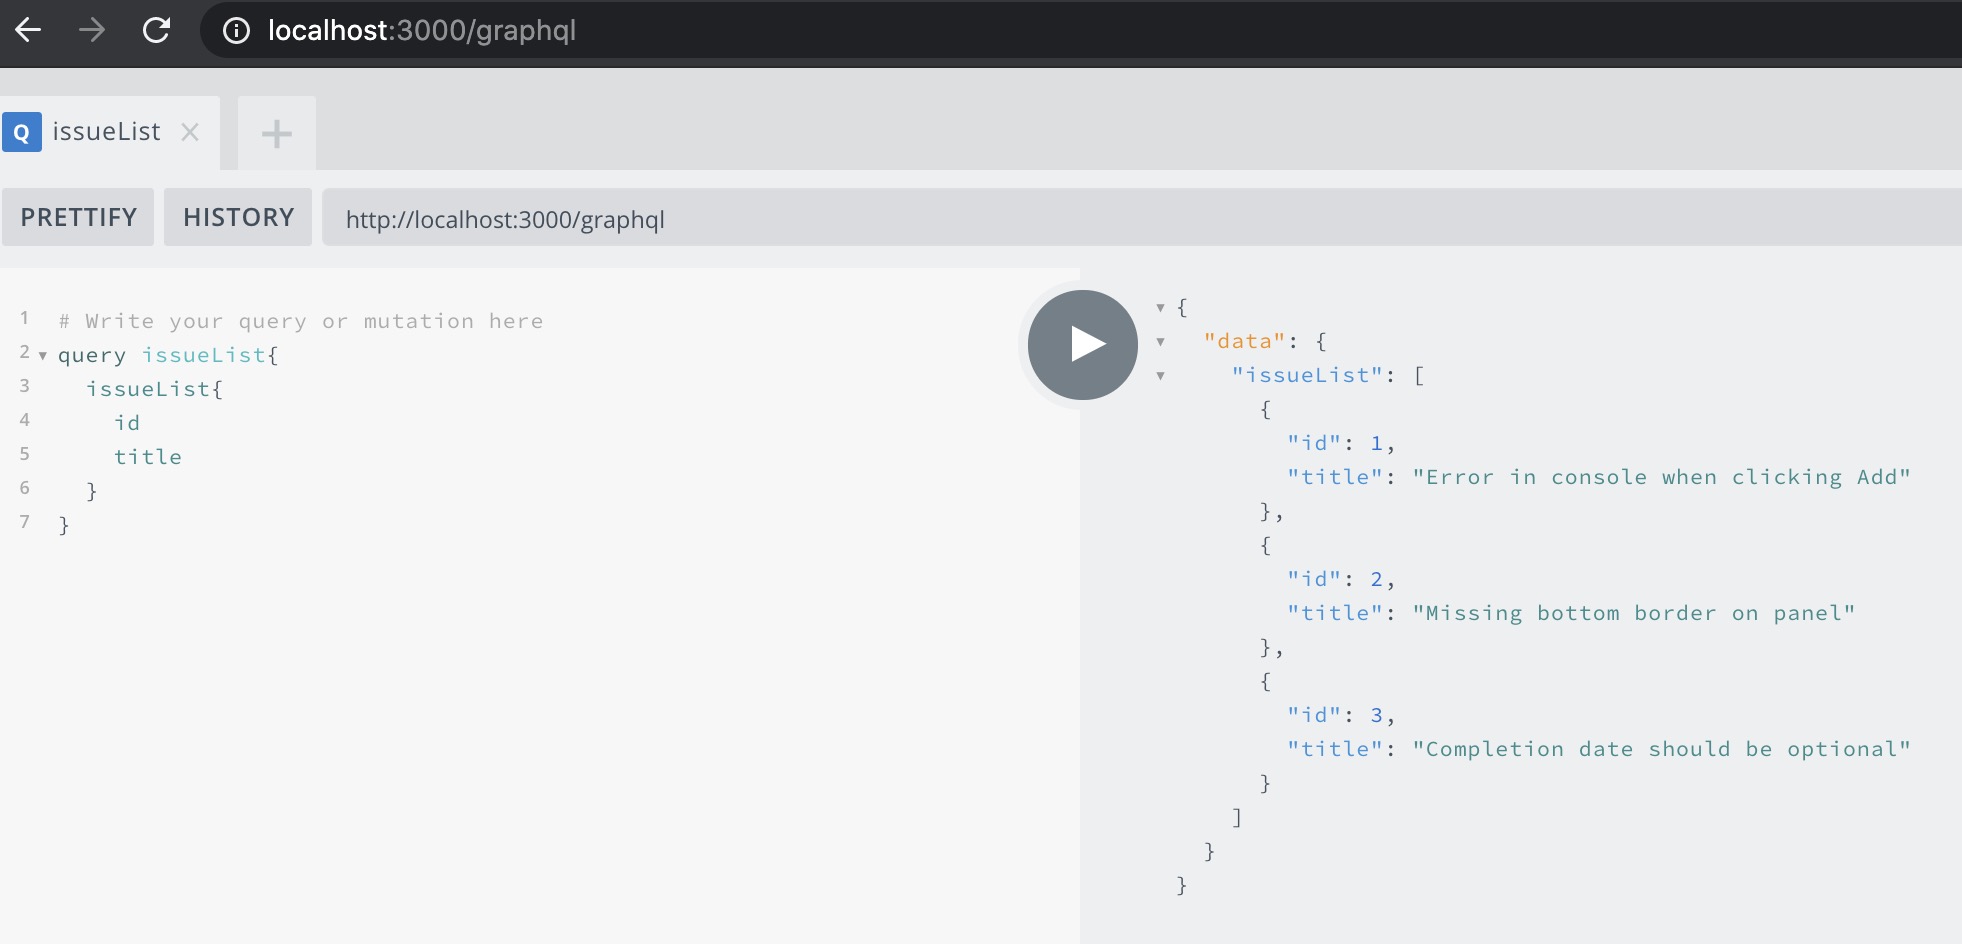 localhost:3000/graphql
Q issueList
PRETTIFY HISTORY http://localhost:3000/graphql
1 # Write your query or mutation here
2 query issueList{
3 issueList{
4 id
5 title
6 }
7 }
{
"data": {
"issueList": [
{
"id": 1,
"title": "Error in console when clicking Add"
},
{
"id": 2,
"title": "Missing bottom border on panel"
},
{
"id": 3,
"title": "Completion date should be optional"
}
]
}
}